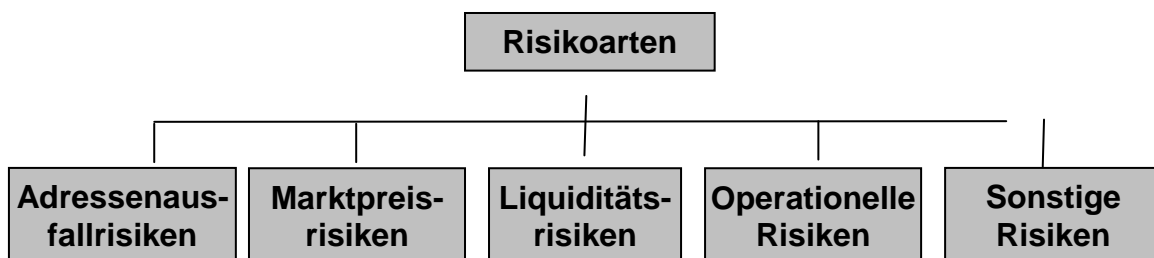 Risikoarten
Adressenaus-
fallrisiken
Marktpreis-
risiken
Liquiditäts-
risiken
Operationelle
Risiken
Sonstige
Risiken